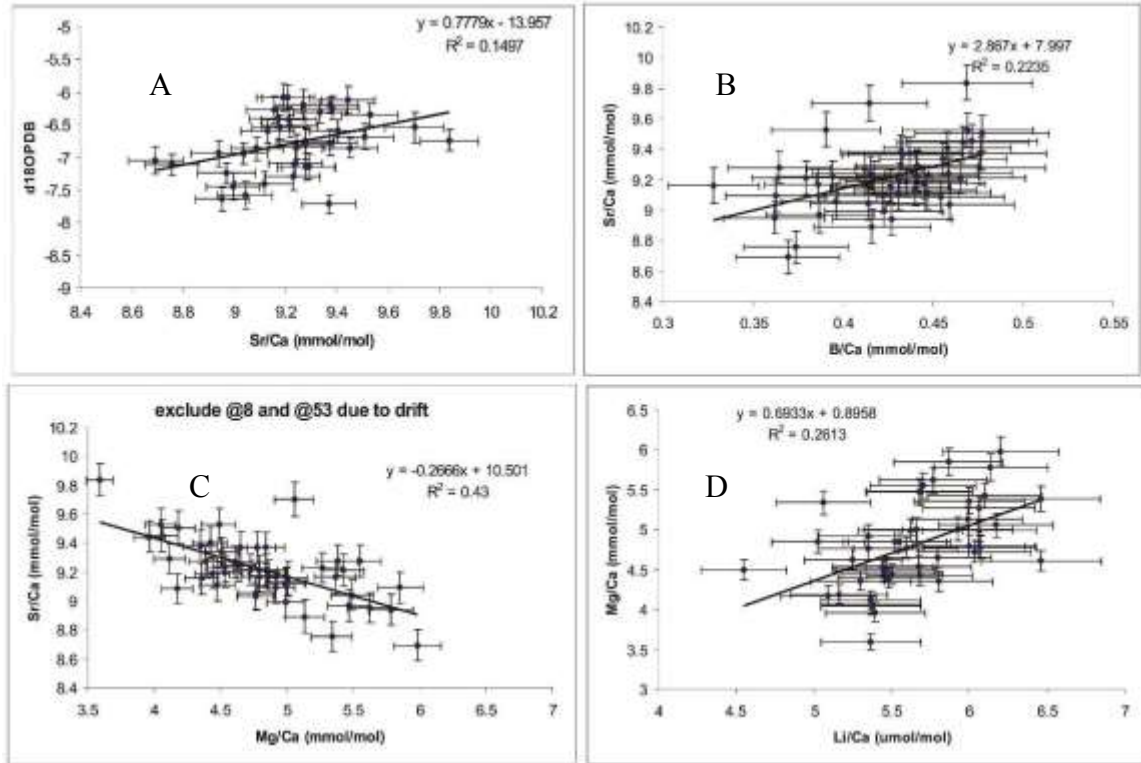 y = 0.7779x - 13.957
R² = 0.1497
A
d18OPDB
-5
-5.5
-6
-6.5
-7
-7.5
-8
-8.5
-9
8.4 8.6 8.8 9 9.2 9.4 9.6 9.8 10 10.2
Sr/Ca (mmol/mol)
y = 2.867x + 7.997
R² = 0.2235
B
Sr/Ca (mmol/mol)
10.2
10
9.8
9.6
9.4
9.2
9
8.8
8.6
8.4
0.3 0.35 0.4 0.45 0.5 0.55
B/Ca (mmol/mol)
exclude @8 and @53 due to drift
y = -0.2666x + 10.501
R² = 0.43
C
Sr/Ca (mmol/mol)
10.2
10
9.8
9.6
9.4
9.2
9
8.8
8.6
8.4
3.5 4 4.5 5 5.5 6 6.5 7
Mg/Ca (mmol/mol)
y = 0.6933x + 0.8958
R² = 0.2613
D
Mg/Ca (mmol/mol)
7
6.5
6
5.5
5
4.5
4
3.5
3
4 4.5 5 5.5 6 6.5 7
Li/Ca (umol/mol)